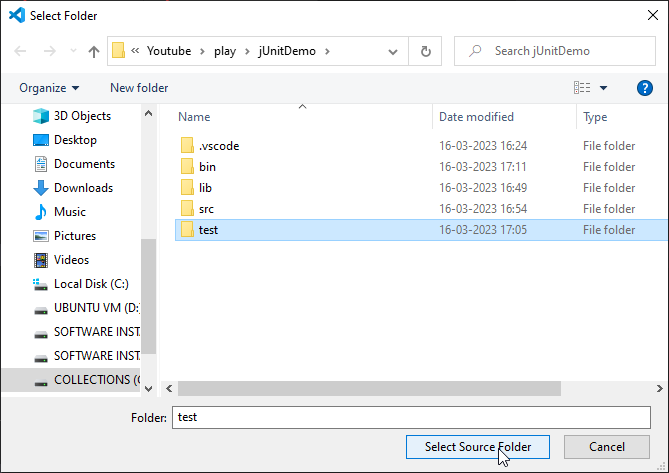 Select Folder
« Youtube › play › jUnitDemo ›
Search jUnitDemo
Organize
New folder
?
3D Objects
Desktop
Documents
Downloads
Music
Pictures
Videos
Local Disk (C:)
UBUNTU VM (D:
SOFTWARE INST
SOFTWARE INST
COLLECTIONS (
Name Date modified Type
.vscode 16-03-2023 16:24 File folder
bin 16-03-2023 17:11 File folder
lib 16-03-2023 16:49 File folder
src 16-03-2023 16:54 File folder
test 16-03-2023 17:05 File folder
Folder: test
Select Source Folder Cancel